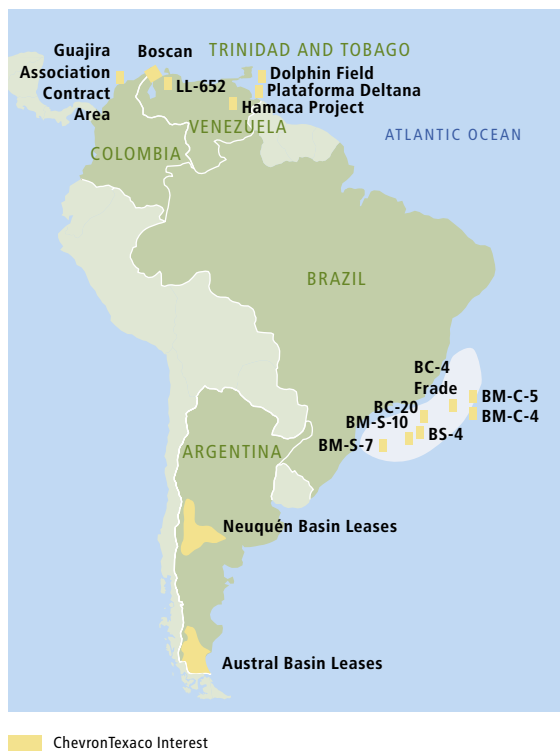 Guajira
Association
Contract
Area
Boscan
TRINIDAD AND TOBAGO
LL-652
Dolphin Field
Plataforma Deltana
Hamaca Project
VENEZUELA
COLOMBIA
ATLANTIC OCEAN
BRAZIL
BC-4
Frade
BM-C-5
BC-20
BM-C-4
BM-S-10
BS-4
BM-S-7
ARGENTINA
Neuquén Basin Leases
Austral Basin Leases
ChevronTexaco Interest